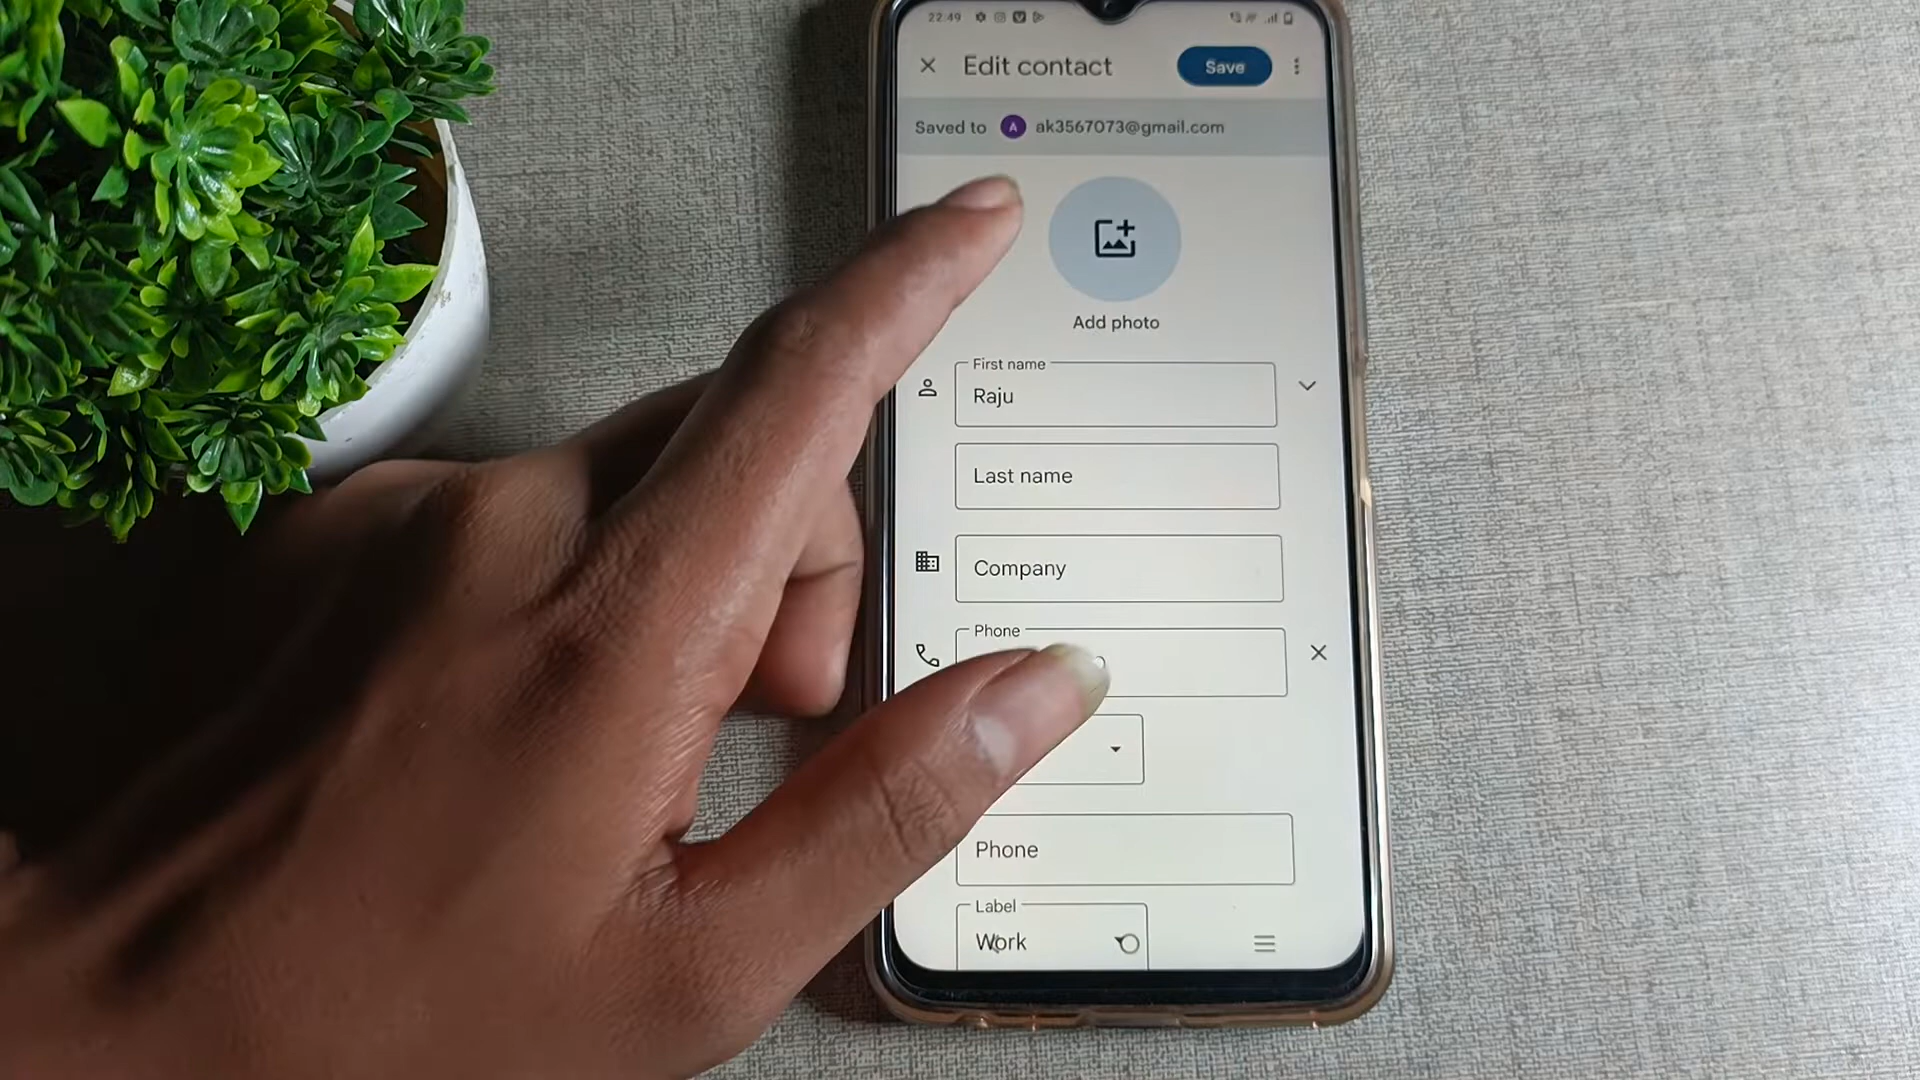 22:49
Edit contact
Save
Saved to A ak3567073@gmail.com
Add photo
First name
Raju
Last name
Company
Phone
Phone
Label
Work